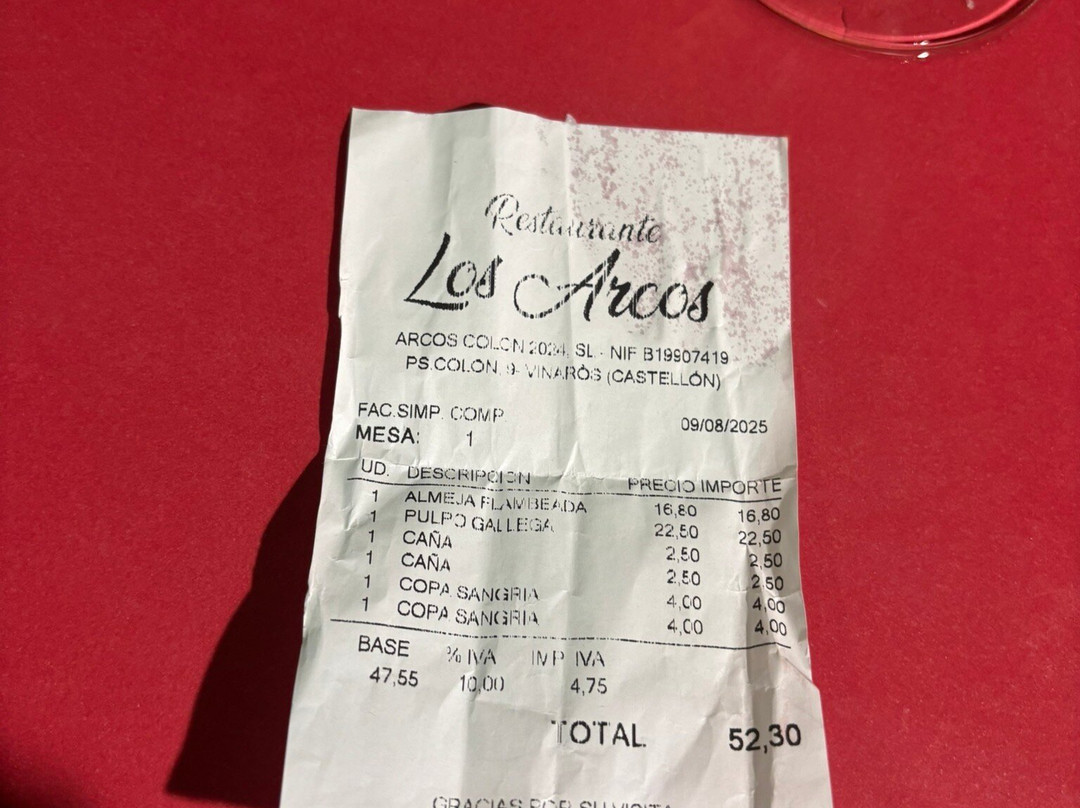 Restaurante
Los Arcos
ARCOS COLON 2024, SL - NIF B19907419
PS.COLON, 9- VINARÒS (CASTELLÓN)
FAC.SIMP. COMP.
09/08/2025
MESA: 1
UD. DESCRIPCION PRECIO IMPORTE
1 ALMEJA FLAMBEADA 16,80 16,80
1 PULPO GALLEGA 22,50 22,50
1 CAÑA 2,50 2,50
1 CAÑA 2,50 2,50
1 COPA SANGRIA 4,00 4,00
1 COPA SANGRIA 4,00 4,00
BASE % IVA IMP IVA
47,55 10,00 4,75
TOTAL 52,30
GRACIAS POR SU VISITA